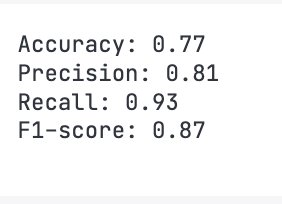 Accuracy: 0.77
Precision: 0.81
Recall: 0.93
F1-score: 0.87